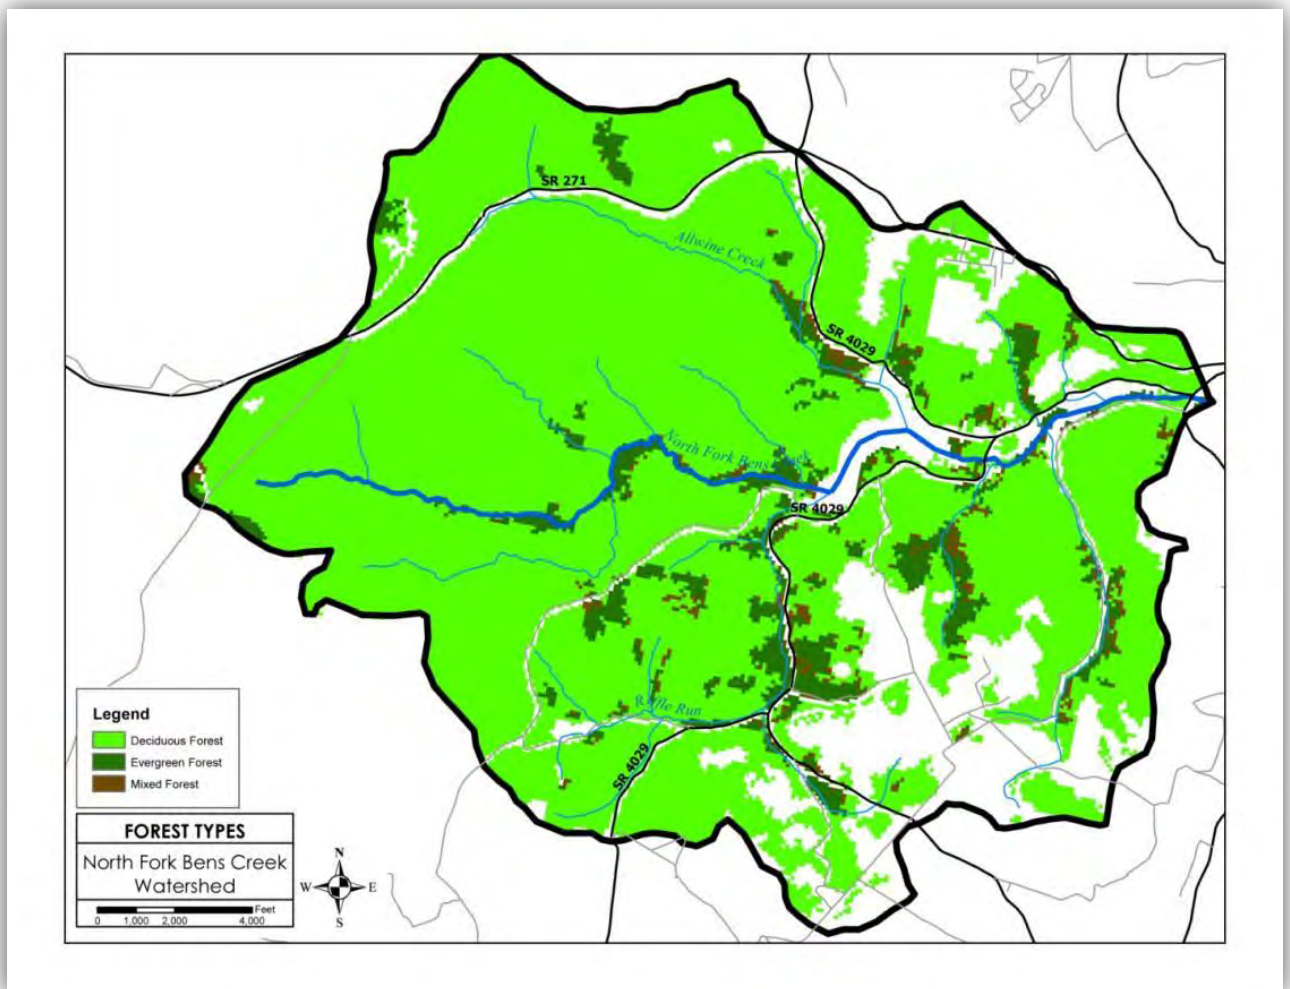 SR 271
Allwine Creek
SR 4029
North Fork Bens Creek
SR 4029
Riffle Run
SR 4029
Legend
Deciduous Forest
Evergreen Forest
Mixed Forest
FOREST TYPES
North Fork Bens Creek
Watershed
Feet
0 1,000 2,000 4,000
N
W E
S